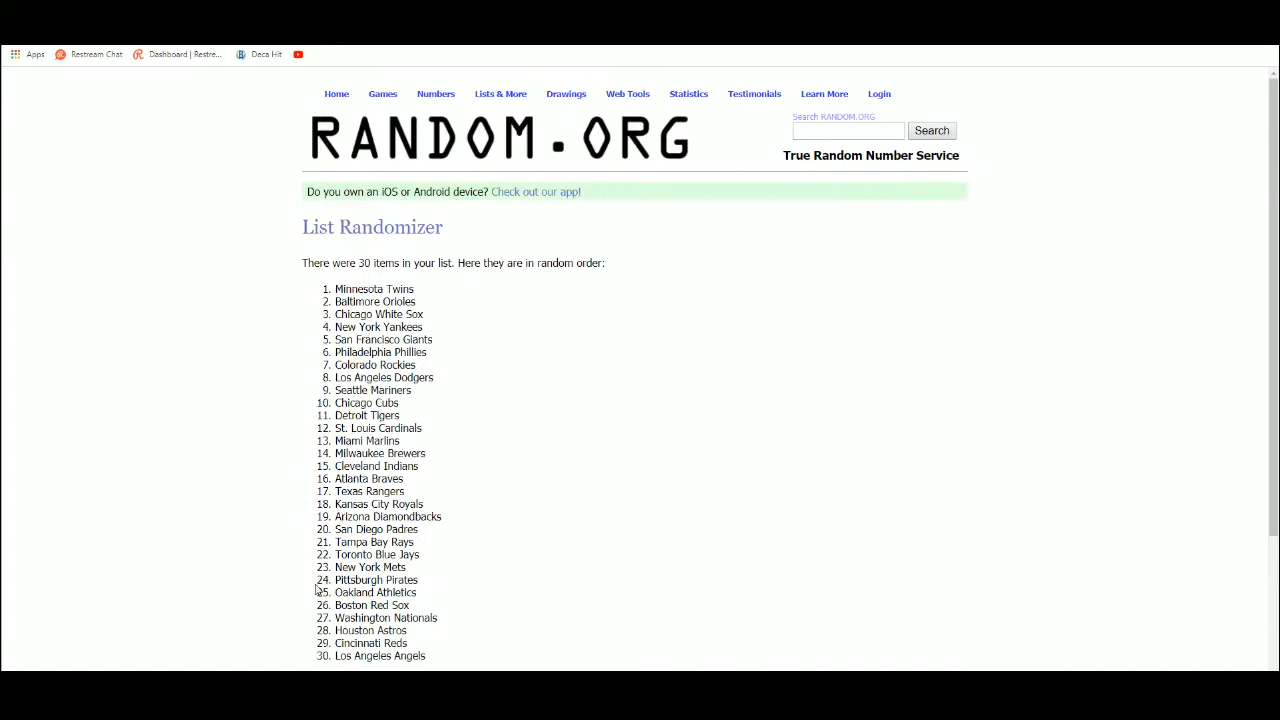 Apps Restream Chat Dashboard | Restre... Deca Hit
Home Games Numbers Lists & More Drawings Web Tools Statistics Testimonials Learn More Login
RANDOM.ORG
Search RANDOM.ORG
Search
True Random Number Service
Do you own an iOS or Android device? Check out our app!
List Randomizer
There were 30 items in your list. Here they are in random order:
1. Minnesota Twins
2. Baltimore Orioles
3. Chicago White Sox
4. New York Yankees
5. San Francisco Giants
6. Philadelphia Phillies
7. Colorado Rockies
8. Los Angeles Dodgers
9. Seattle Mariners
10. Chicago Cubs
11. Detroit Tigers
12. St. Louis Cardinals
13. Miami Marlins
14. Milwaukee Brewers
15. Cleveland Indians
16. Atlanta Braves
17. Texas Rangers
18. Kansas City Royals
19. Arizona Diamondbacks
20. San Diego Padres
21. Tampa Bay Rays
22. Toronto Blue Jays
23. New York Mets
24. Pittsburgh Pirates
25. Oakland Athletics
26. Boston Red Sox
27. Washington Nationals
28. Houston Astros
29. Cincinnati Reds
30. Los Angeles Angels